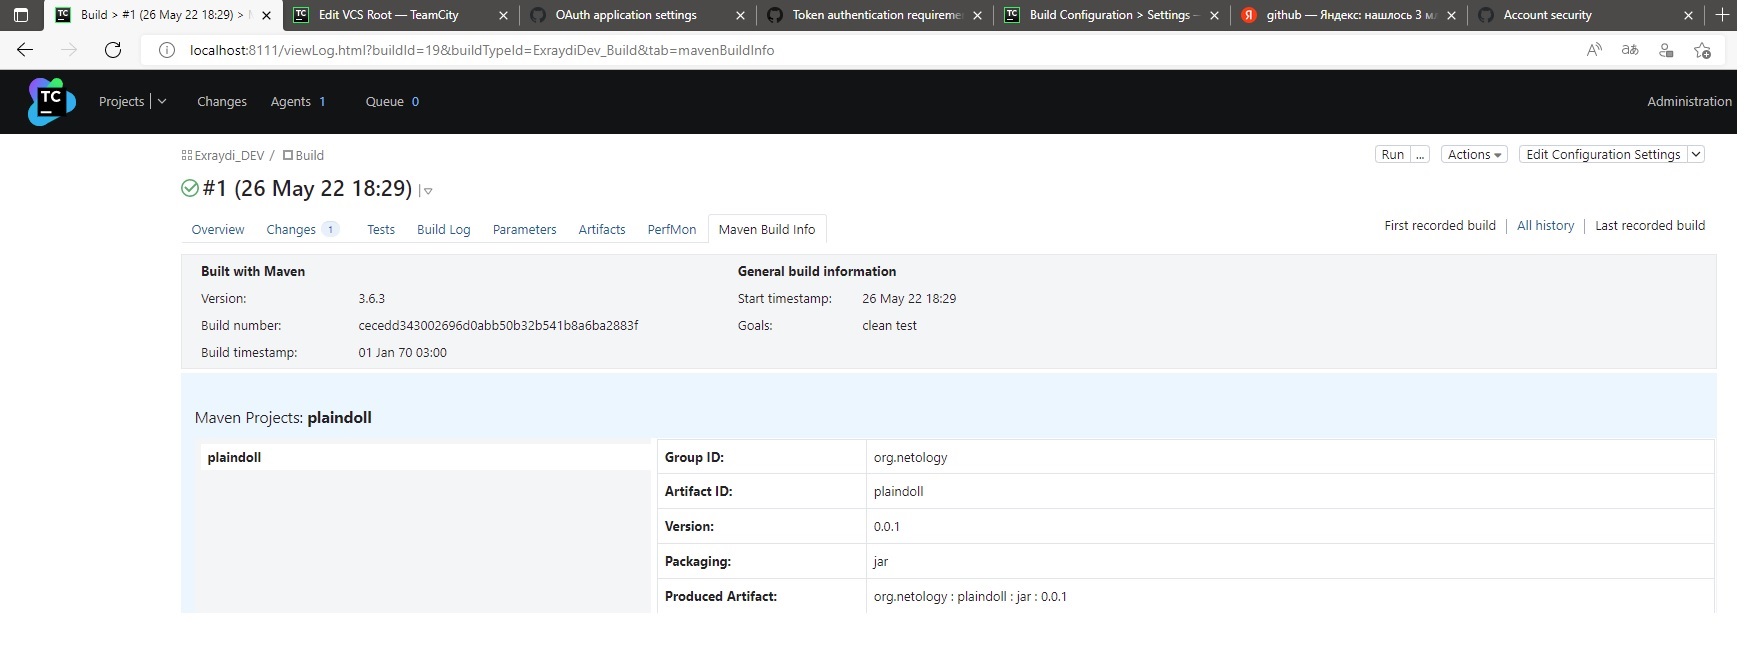 Build > #1 (26 May 22 18:29) >
Edit VCS Root — TeamCity
OAuth application settings
Token authentication requireme
TC
Build Configuration > Settings -
Я
github — Яндекс: нашлось 3 мл
Account security
localhost:8111/viewLog.html?buildId=19&buildTypeId=ExraydiDev_Build&tab=mavenBuildInfo
TC
Projects
Changes
Agents 1
Queue 0
Administration
Exraydi_DEV / Build
Run ...
Actions
Edit Configuration Settings
#1 (26 May 22 18:29)
Overview
Changes 1
Tests
Build Log
Parameters
Artifacts
PerfMon
Maven Build Info
First recorded build | All history | Last recorded build
Built with Maven
Version: 3.6.3
Build number: cecedd343002696d0abb50b32b541b8a6ba2883f
Build timestamp: 01 Jan 70 03:00
General build information
Start timestamp: 26 May 22 18:29
Goals: clean test
Maven Projects: plaindoll
plaindoll
Group ID: org.netology
Artifact ID: plaindoll
Version: 0.0.1
Packaging: jar
Produced Artifact: org.netology : plaindoll : jar : 0.0.1